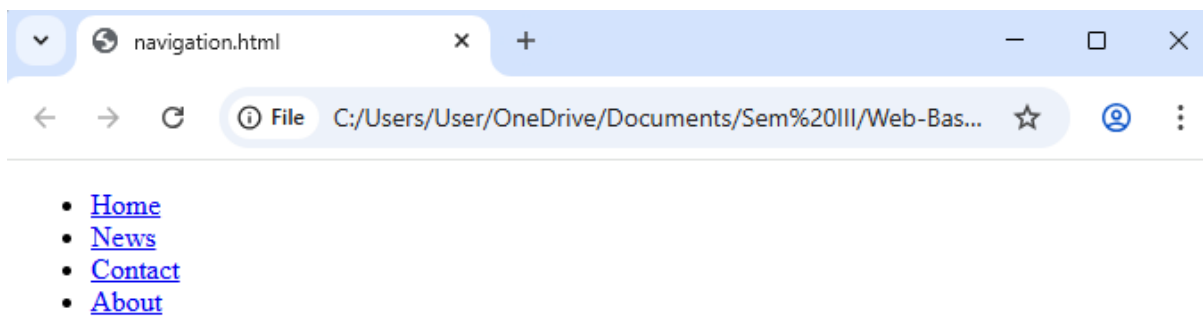 navigation.html
File C:/Users/User/OneDrive/Documents/Sem%20III/Web-Bas...
Home
News
Contact
About